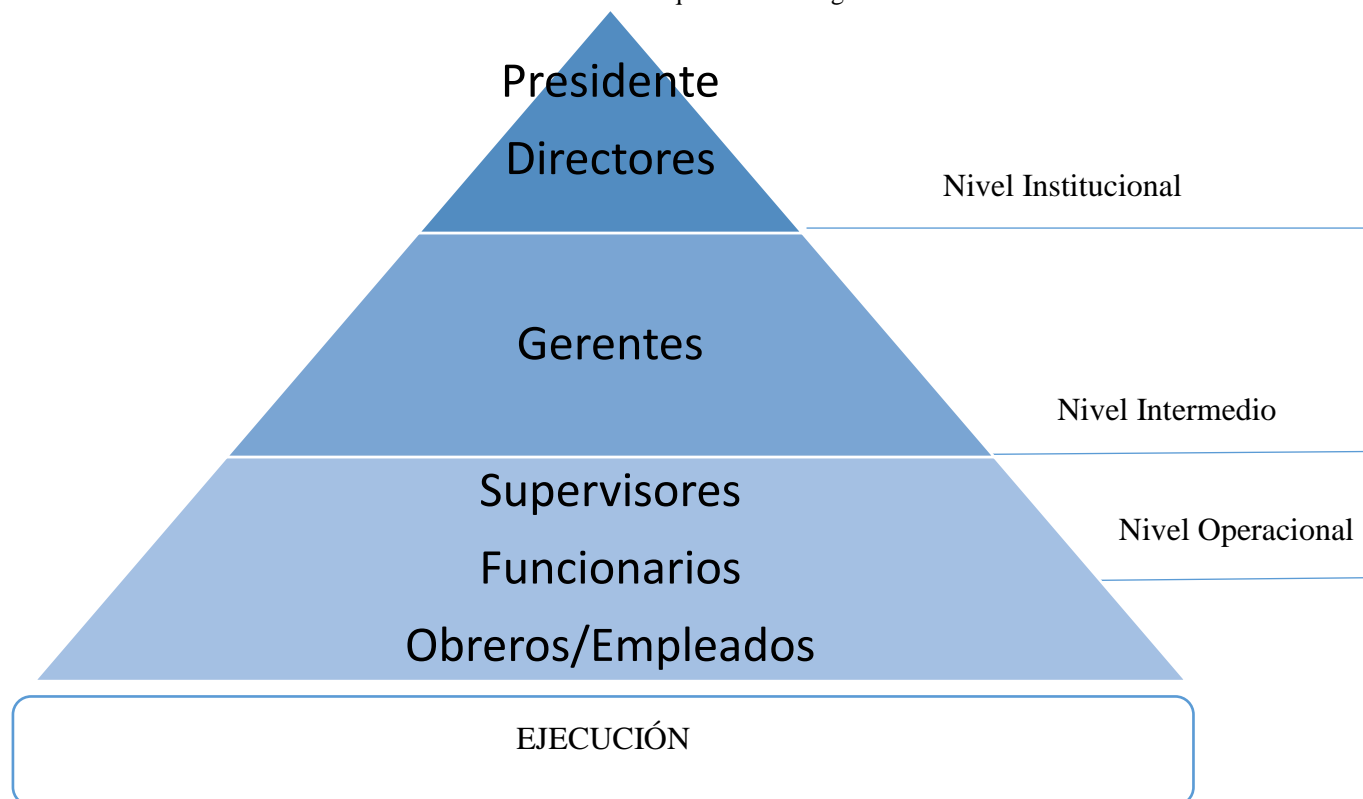 Presidente
Directores
Nivel Institucional
Gerentes
Nivel Intermedio
Supervisores
Nivel Operacional
Funcionarios
Obreros/Empleados
EJECUCIÓN